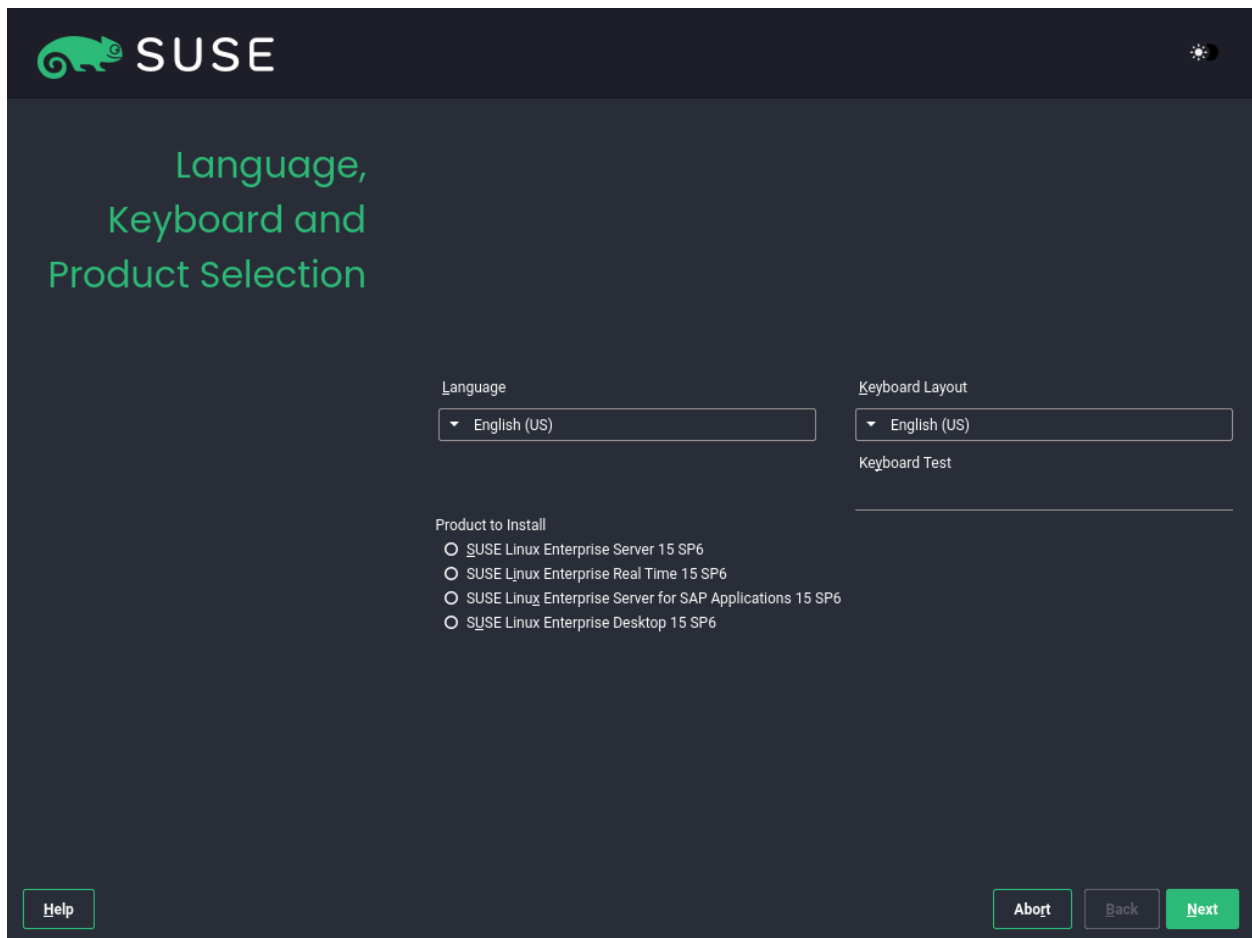 SUSE
Language,
Keyboard and
Product Selection
Language
Keyboard Layout
English (US)
English (US)
Keyboard Test
Product to Install
SUSE Linux Enterprise Server 15 SP6
SUSE Linux Enterprise Real Time 15 SP6
SUSE Linux Enterprise Server for SAP Applications 15 SP6
SUSE Linux Enterprise Desktop 15 SP6
Help
Abort
Back
Next